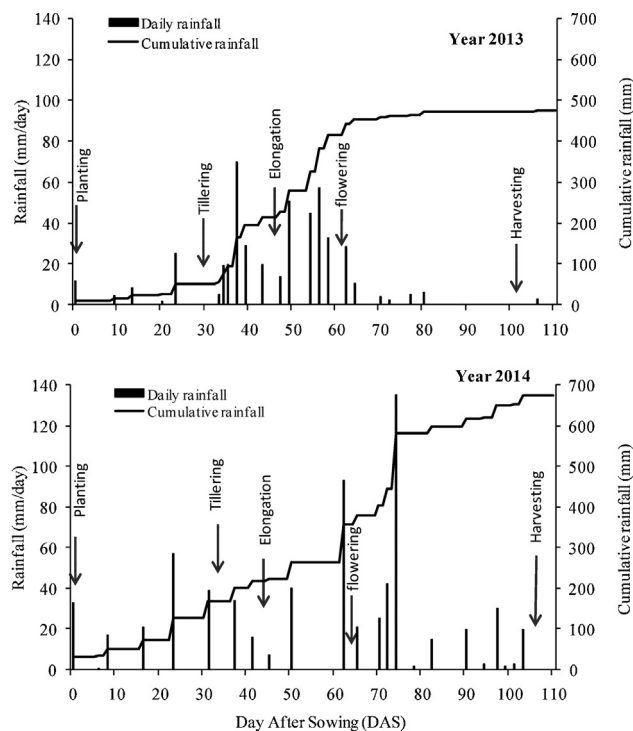 Daily rainfall
Cumulative rainfall
Year 2013
Rainfall (mm/day)
Cumulative rainfall (mm)
140
120
100
80
60
40
20
0
700
600
500
400
300
200
100
0
Planting
Tillering
Elongation
flowering
Harvesting
0 10 20 30 40 50 60 70 80 90 100 110
Year 2014
Daily rainfall
Cumulative rainfall
Rainfall (mm/day)
Cumulative rainfall (mm)
140
120
100
80
60
40
20
0
700
600
500
400
300
200
100
0
Planting
Tillering
Elongation
flowering
Harvesting
0 10 20 30 40 50 60 70 80 90 100 110
Day After Sowing (DAS)